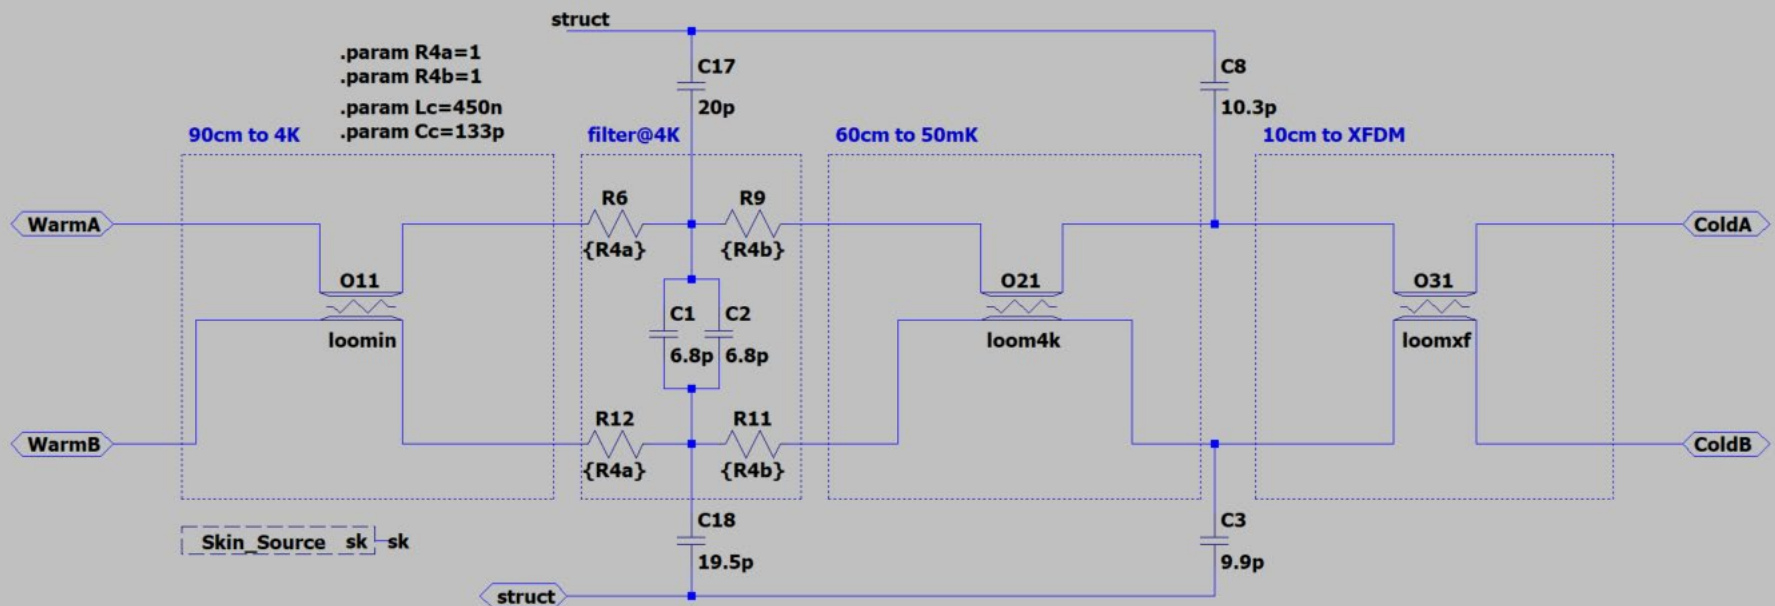 struct
.param R4a=1
.param R4b=1
.param Lc=450n
.param Cc=133p
C17
20p
C8
10.3p
90cm to 4K
filter@4K
60cm to 50mK
10cm to XFDM
WarmA
R6
{R4a}
R9
{R4b}
ColdA
O11
loomin
C1
6.8p
C2
6.8p
O21
loom4k
O31
loomxf
WarmB
R12
{R4a}
R11
{R4b}
ColdB
Skin_Source sk
sk
C18
19.5p
C3
9.9p
struct